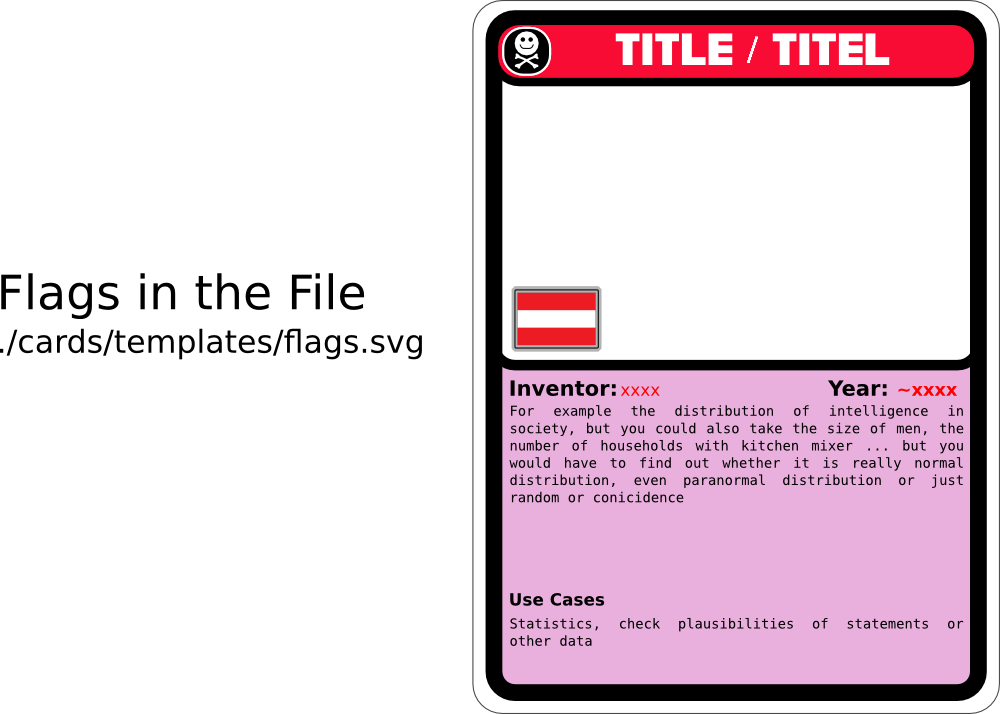 Flags in the File
./cards/templates/flags.svg
TITLE / TITEL
Inventor: xxxx Year: ~xxxx
For example the distribution of intelligence in
society, but you could also take the size of men, the
number of households with kitchen mixer ... but you
would have to find out whether it is really normal
distribution, even paranormal distribution or just
random or conicidence
Use Cases
Statistics, check plausibilities of statements or
other data